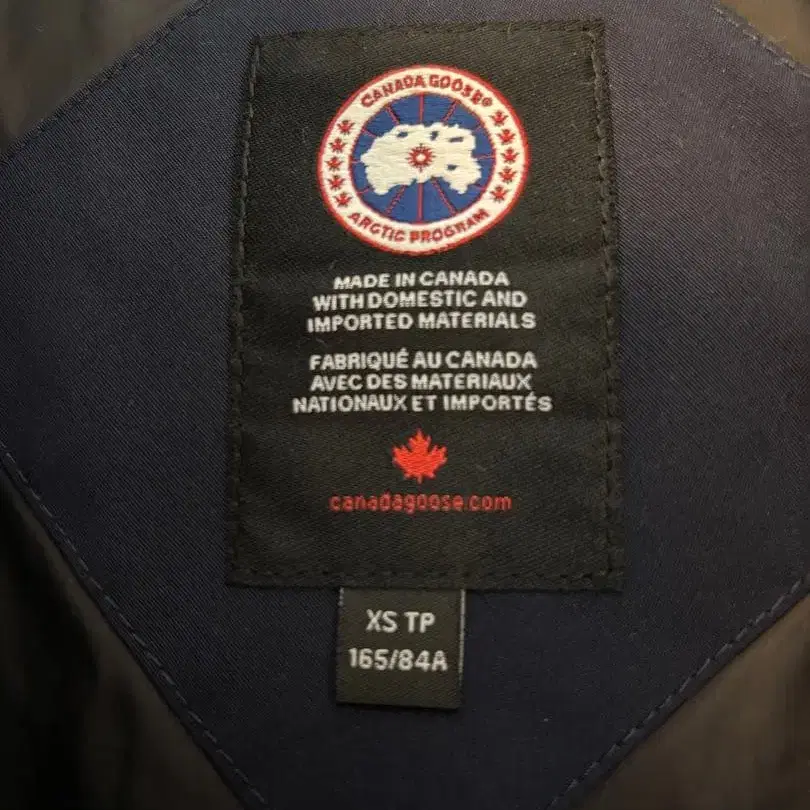 CANADA GOOSE®
ARCTIC PROGRAM
MADE IN CANADA
WITH DOMESTIC AND
IMPORTED MATERIALS
FABRIQUÉ AU CANADA
AVEC DES MATERIAUX
NATIONAUX ET IMPORTÉS
canadagoose.com
XS TP
165/84A